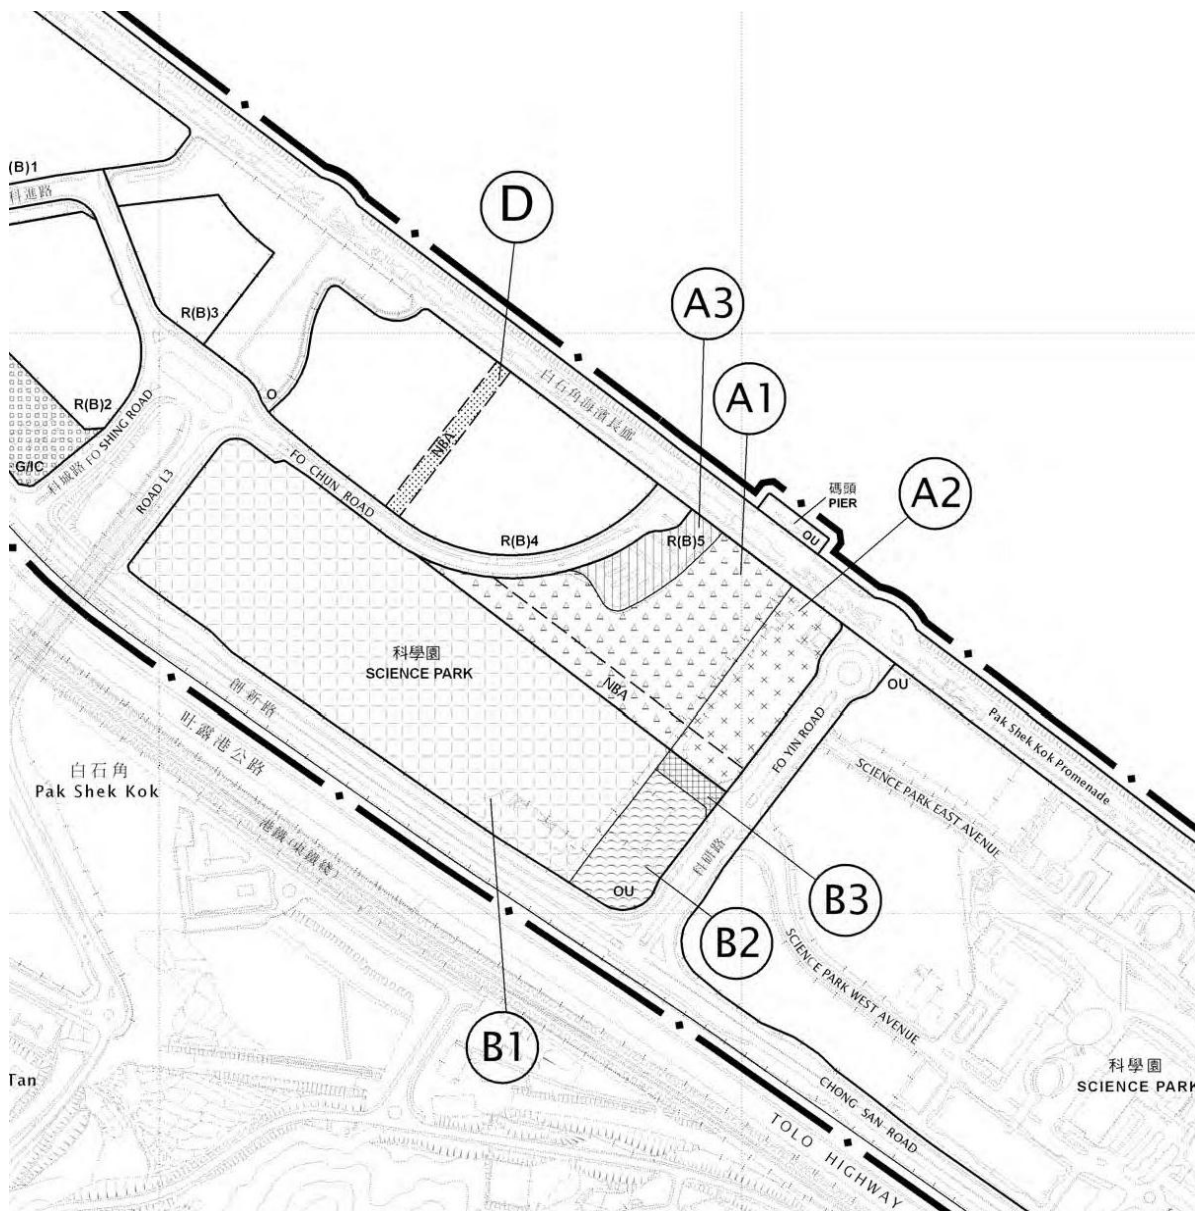 (B)1
科進路
D
R(B)3
A3
白石角海濱長廊
A1
O
R(B)2
科城路 FO SHING ROAD
NBA
碼頭
PIER
A2
G/IC
ROAD L3
FO CHUN ROAD
R(B)4
R(B)5
OU
科學園
SCIENCE PARK
NBA
OU
創新路
吐露港公路
FO YIN ROAD
科研路
Pak Shek Kok Promenade
白石角
Pak Shek Kok
SCIENCE PARK EAST AVENUE
港鐵(東鐵綫)
OU
B3
B2
SCIENCE PARK WEST AVENUE
B1
科學園
SCIENCE PARK
Tan
CHONG SAN ROAD
TOLO HIGHWAY